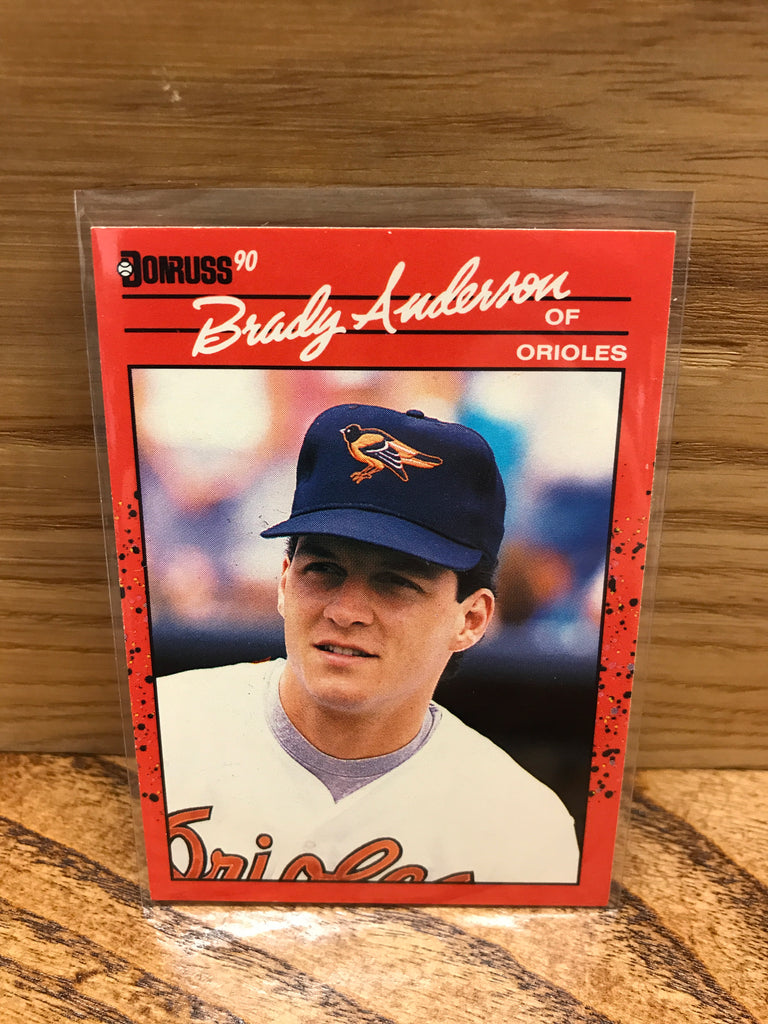 DONRUSS 90
Brady Anderson
OF
ORIOLES
Orioles